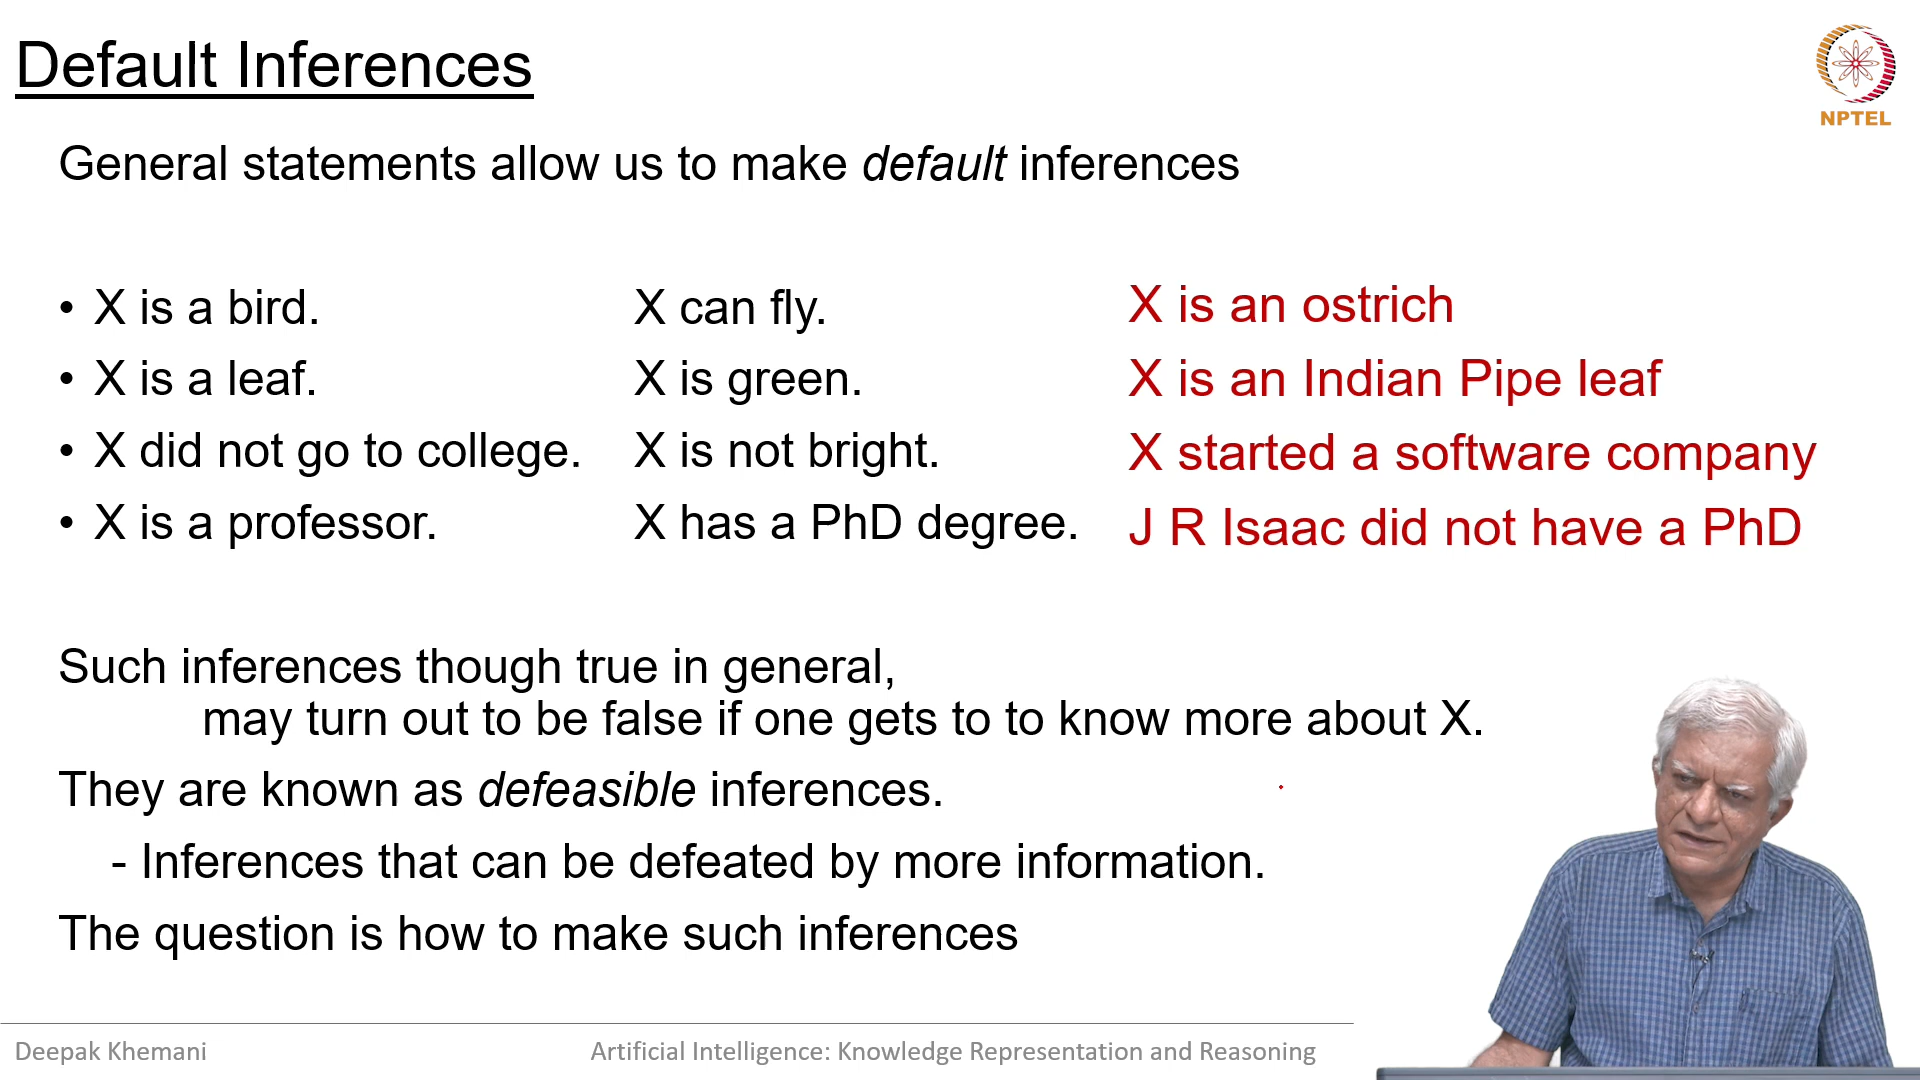 Default Inferences
NPTEL
General statements allow us to make default inferences
• X is a bird. X can fly. X is an ostrich
• X is a leaf. X is green. X is an Indian Pipe leaf
• X did not go to college. X is not bright. X started a software company
• X is a professor. X has a PhD degree. J R Isaac did not have a PhD
Such inferences though true in general,
may turn out to be false if one gets to to know more about X.
They are known as defeasible inferences.
- Inferences that can be defeated by more information.
The question is how to make such inferences
Deepak Khemani Artificial Intelligence: Knowledge Representation and Reasoning